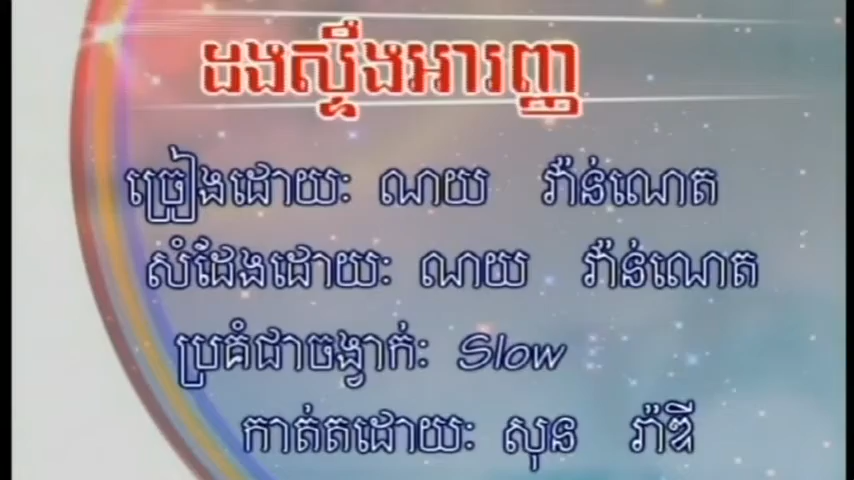 ដងស្ទឹងអារញ្ញ
ច្រៀងដោយៈ ណយ វ៉ាន់ណេត
សំដែងដោយៈ ណយ វ៉ាន់ណេត
ប្រគំជាចង្វាក់ៈ Slow
កាត់តដោយៈ សុន រ៉ាឌី